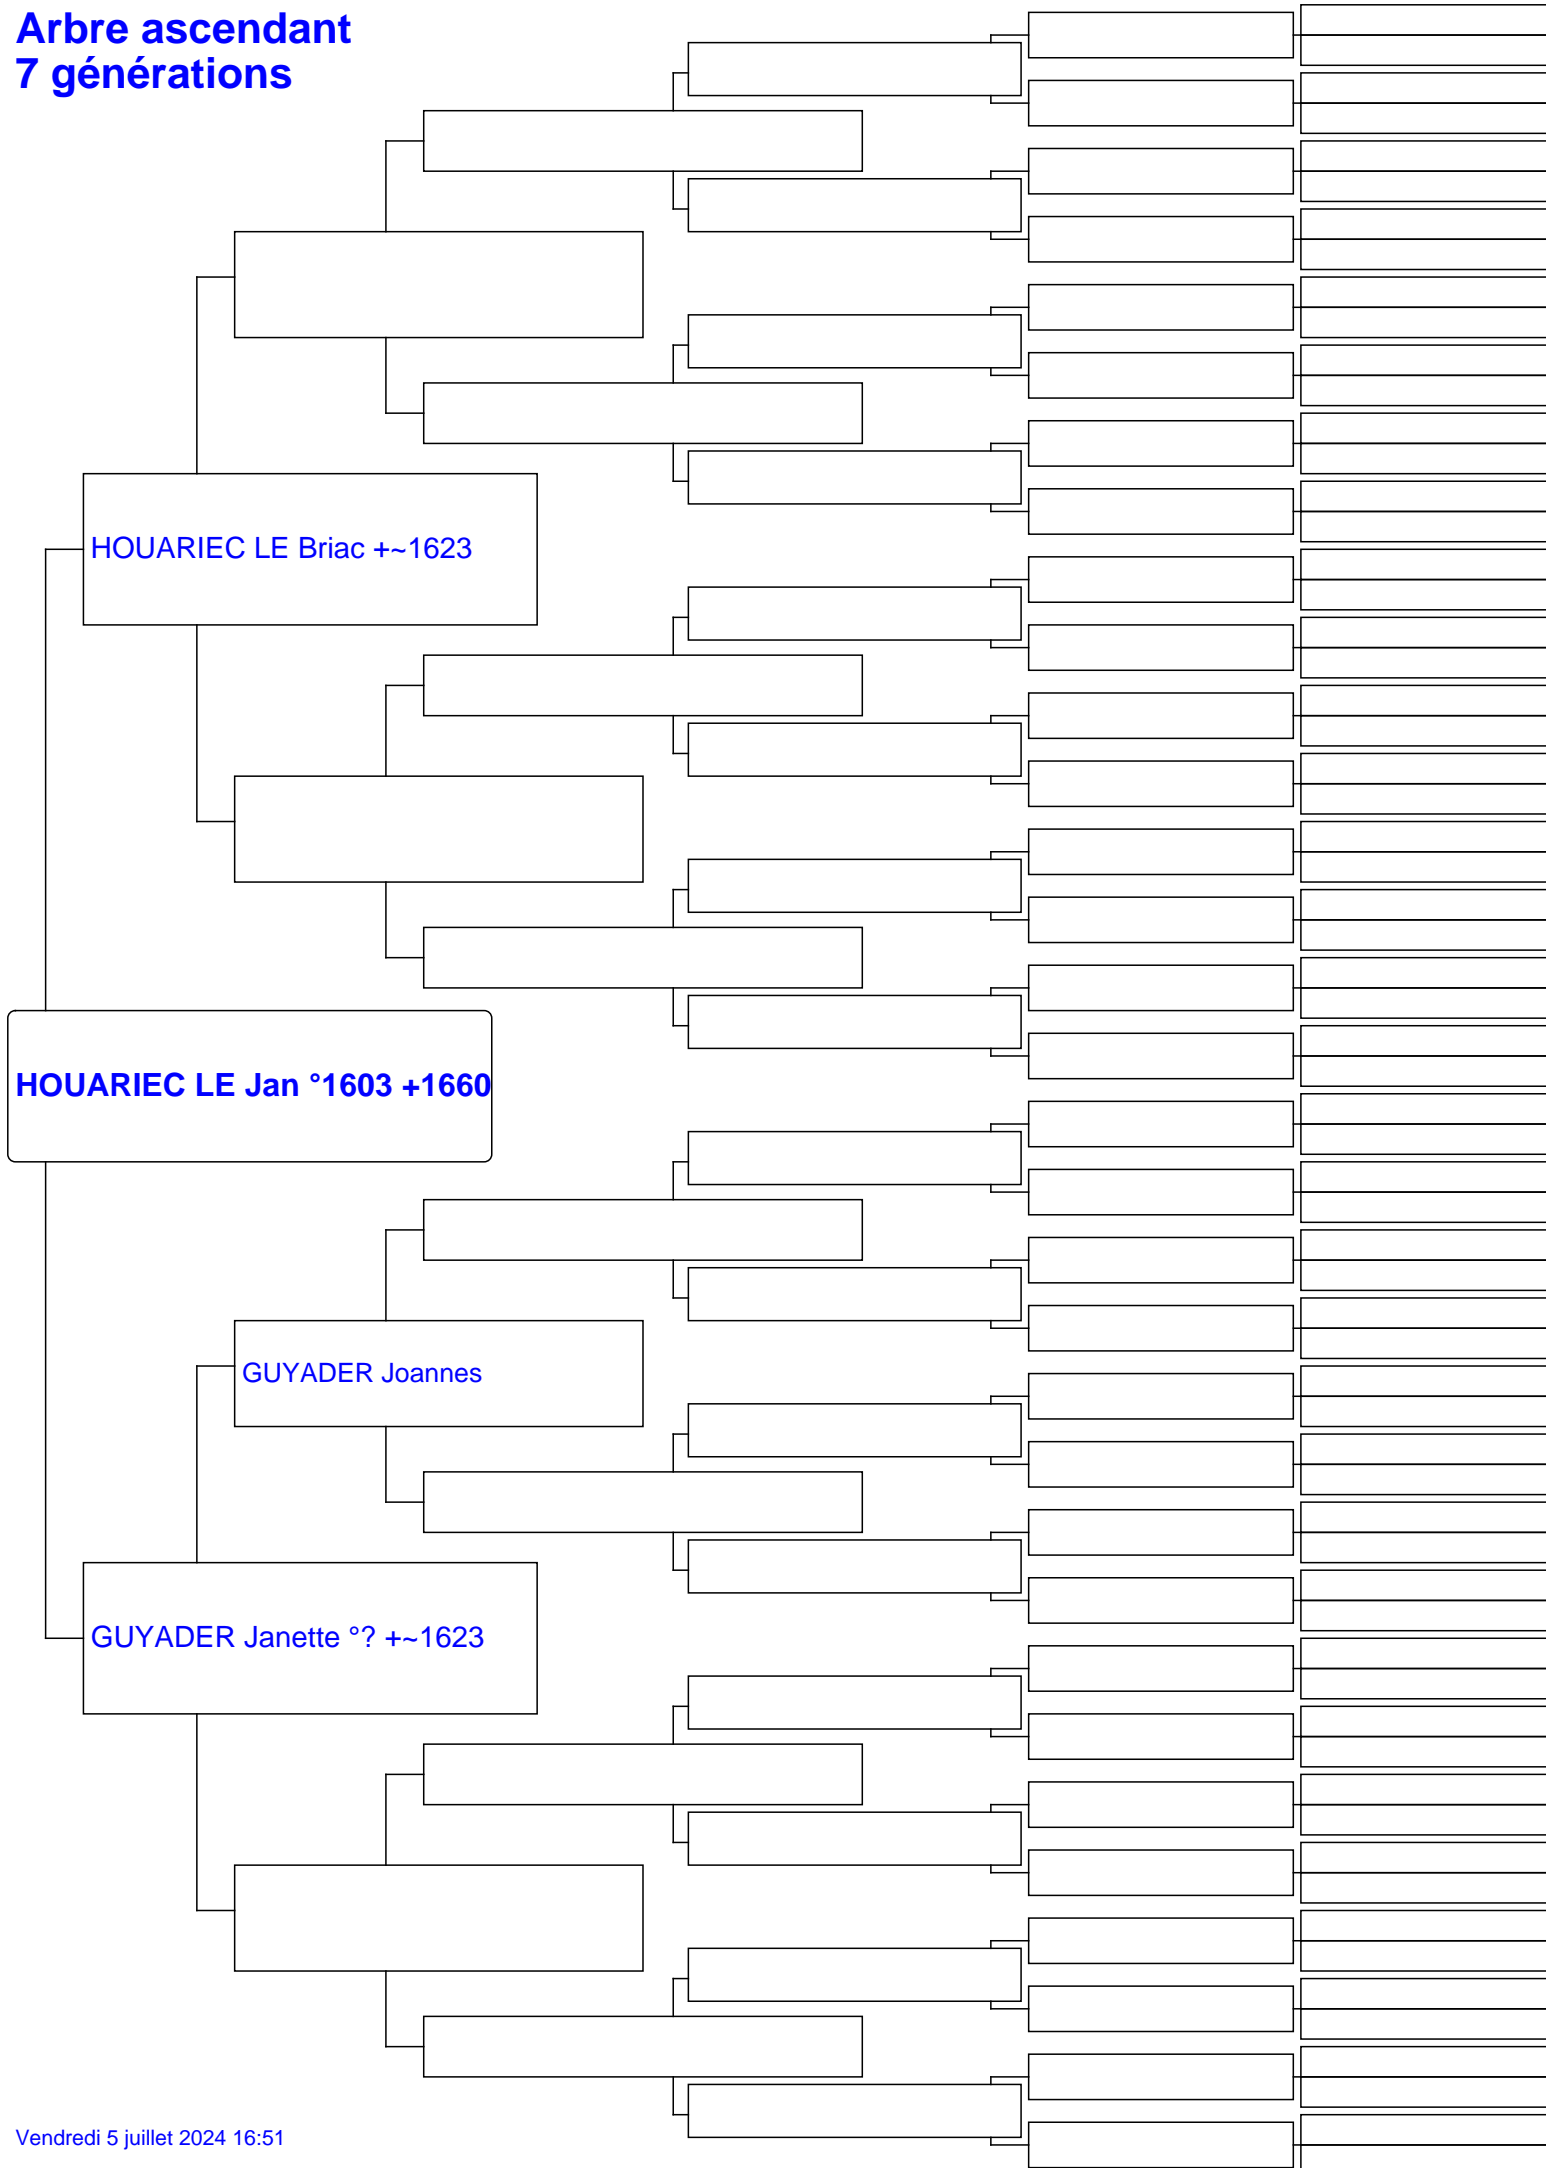 Arbre ascendant
7 générations
HOUARIEC LE Briac +~1623
HOUARIEC LE Jan °1603 +1660
GUYADER Joannes
GUYADER Janette °? +~1623
Vendredi 5 juillet 2024 16:51